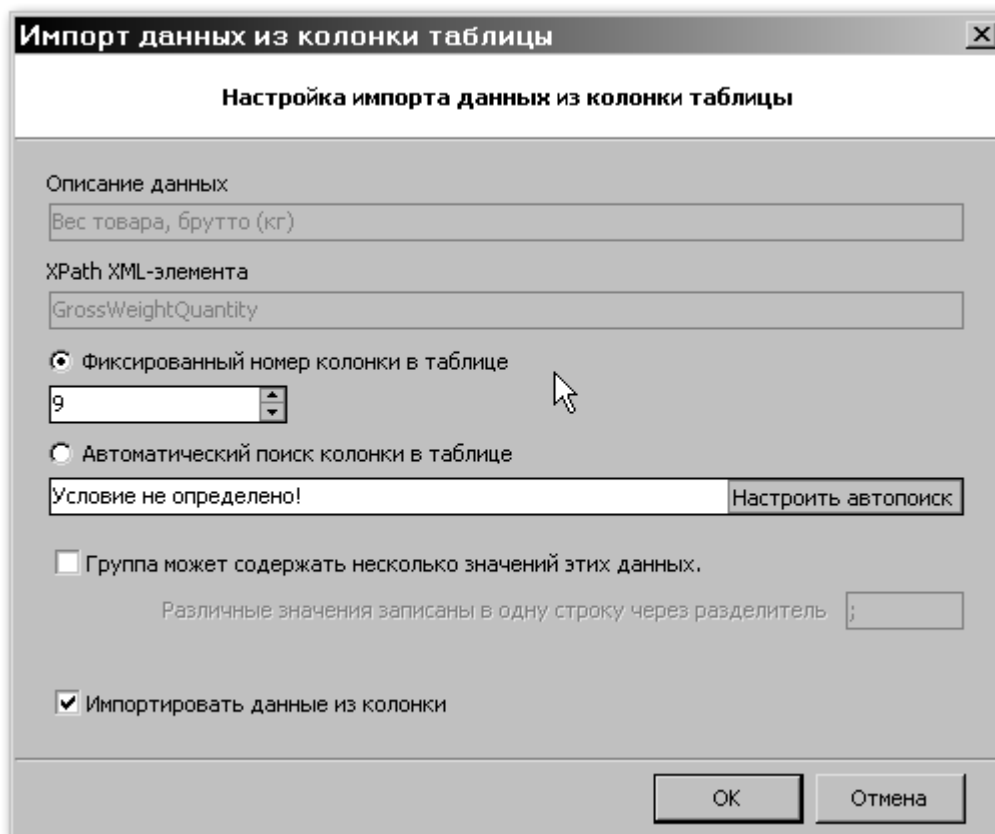 Импорт данных из колонки таблицы
Настройка импорта данных из колонки таблицы
Описание данных
Вес товара, брутто (кг)
XPath XML-элемента
GrossWeightQuantity
Фиксированный номер колонки в таблице
9
Автоматический поиск колонки в таблице
Условие не определено! Настроить автопоиск
Группа может содержать несколько значений этих данных.
Различные значения записаны в одну строку через разделитель ;
Импортировать данные из колонки
ОК Отмена